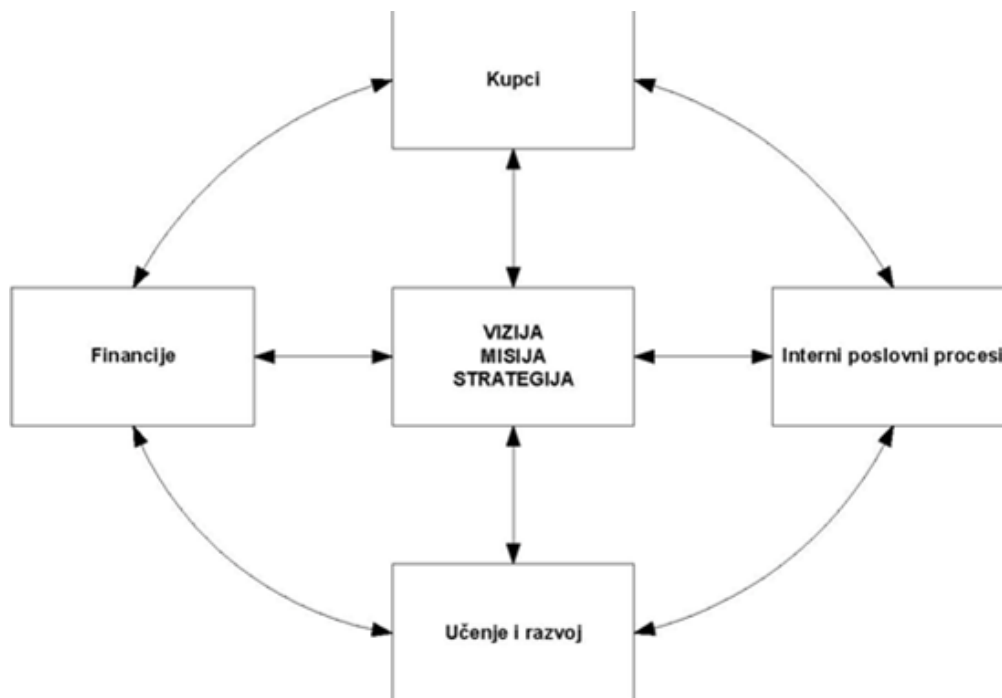 Kupci
Financije
VIZIJA
MISIJA
STRATEGIJA
Interni poslovni procesi
Učenje i razvoj